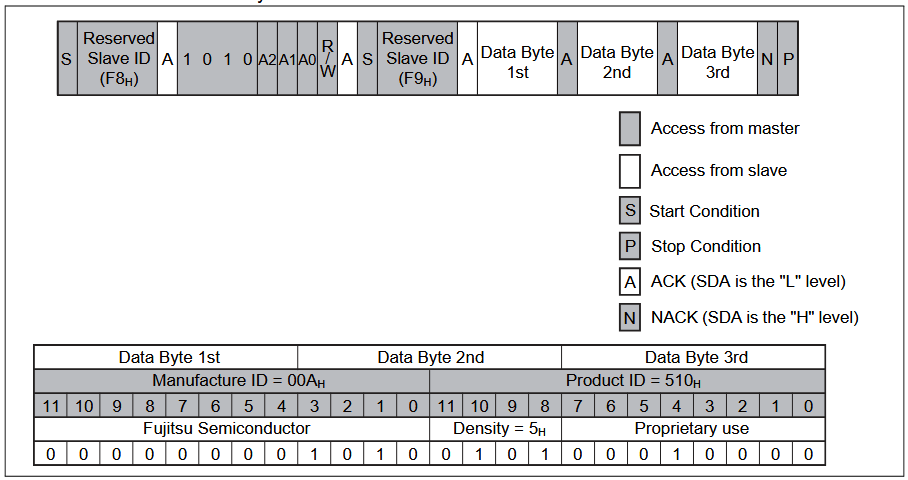 S Reserved Slave ID (F8H) A 1 0 1 0 A2 A1 A0 R/W A S Reserved Slave ID (F9H) A Data Byte 1st A Data Byte 2nd A Data Byte 3rd N P
Access from master
Access from slave
S Start Condition
P Stop Condition
A ACK (SDA is the "L" level)
N NACK (SDA is the "H" level)
Data Byte 1st Data Byte 2nd Data Byte 3rd
Manufacture ID = 00AH Product ID = 510H
11 10 9 8 7 6 5 4 3 2 1 0 11 10 9 8 7 6 5 4 3 2 1 0
Fujitsu Semiconductor Density = 5H Proprietary use
0 0 0 0 0 0 0 0 1 0 1 0 0 1 0 1 0 0 0 1 0 0 0 0